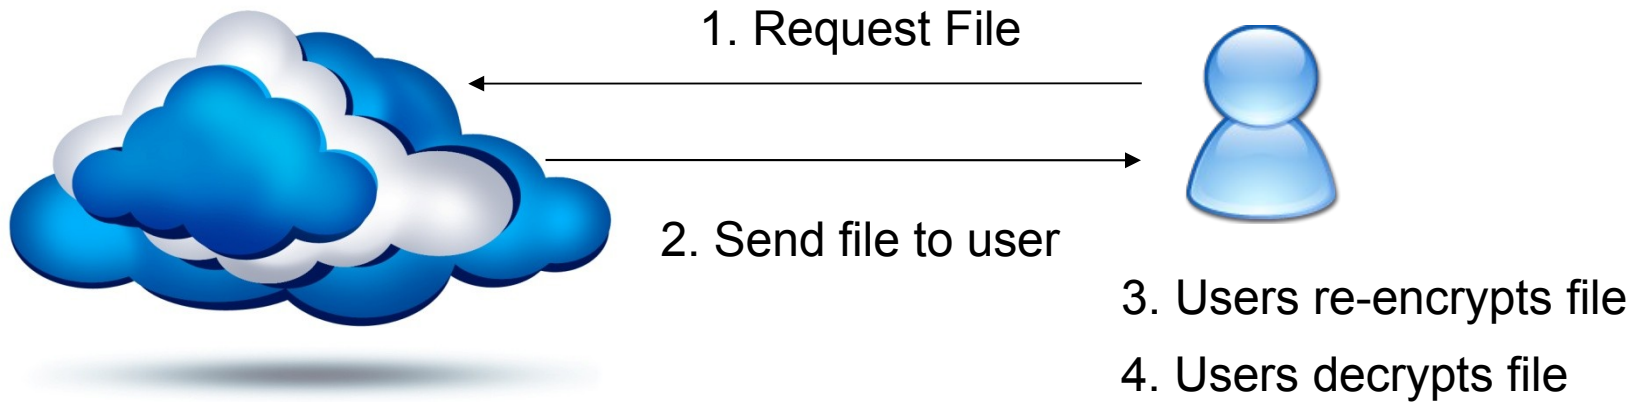 1. Request File
2. Send file to user
3. Users re-encrypts file
4. Users decrypts file